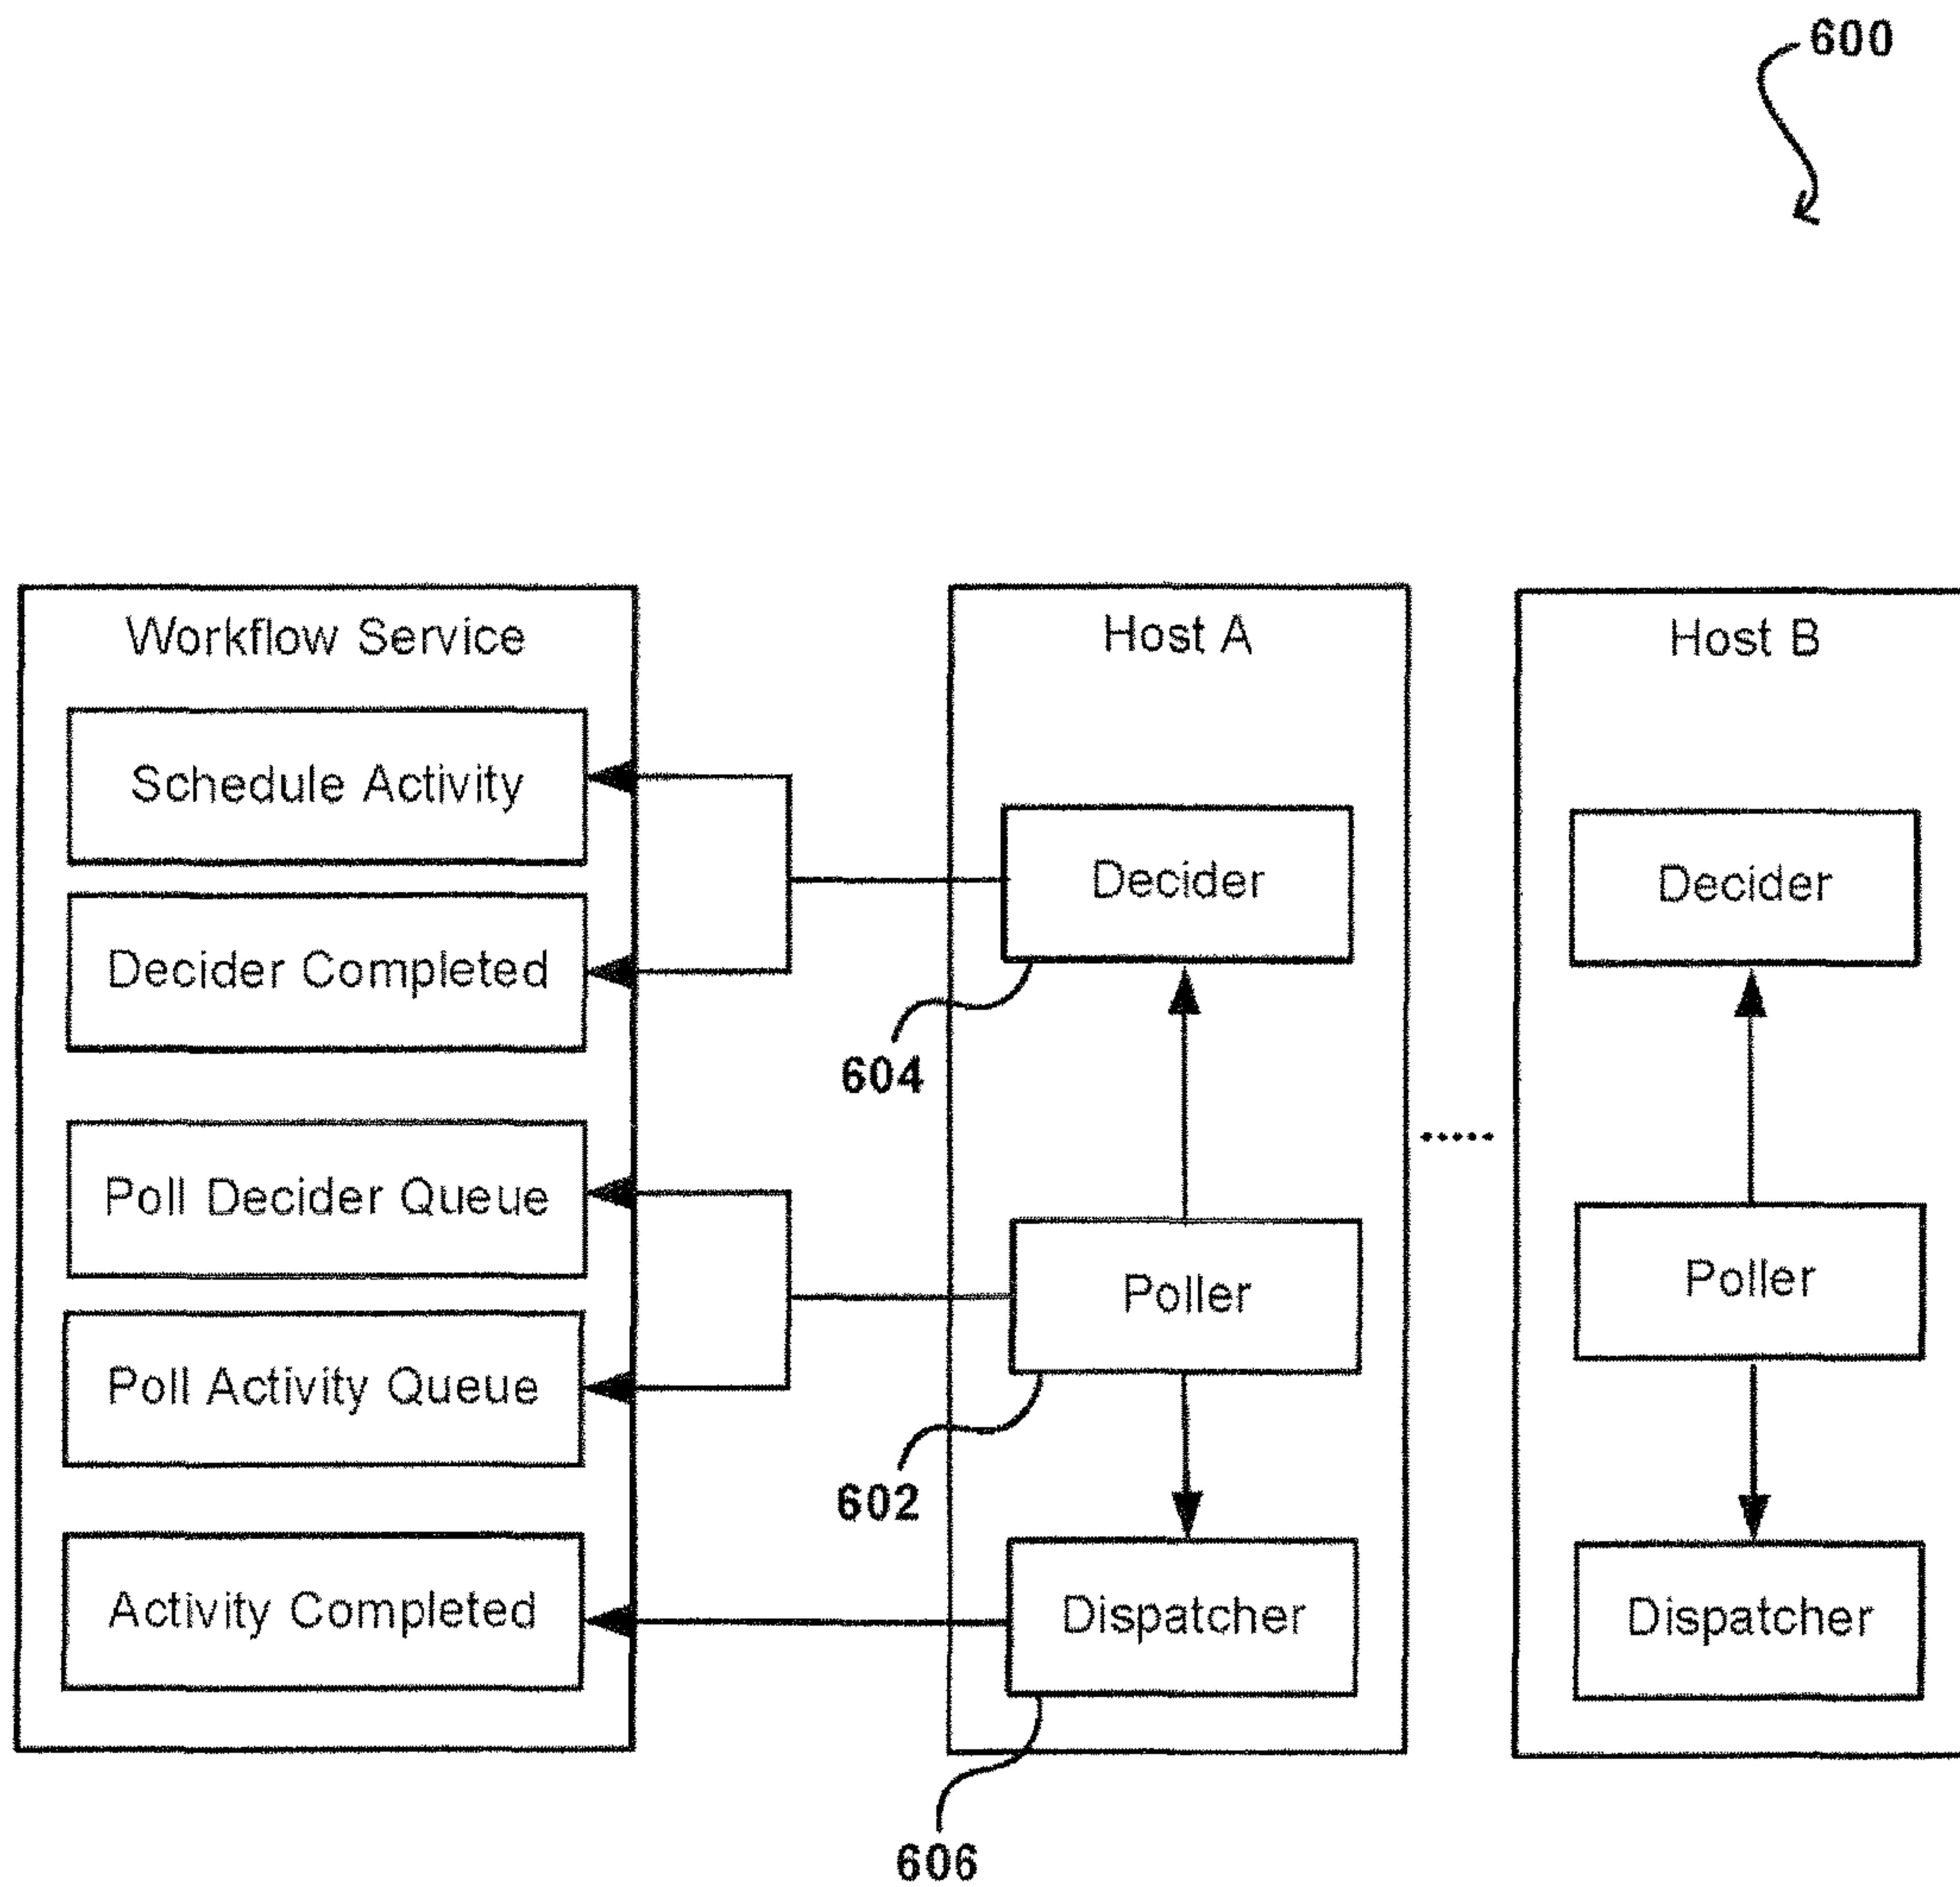 600
Workflow Service
Schedule Activity
Decider Completed
Poll Decider Queue
Poll Activity Queue
Activity Completed
Host A
Decider
604
Poller
602
Dispatcher
606
.....
Host B
Decider
Poller
Dispatcher